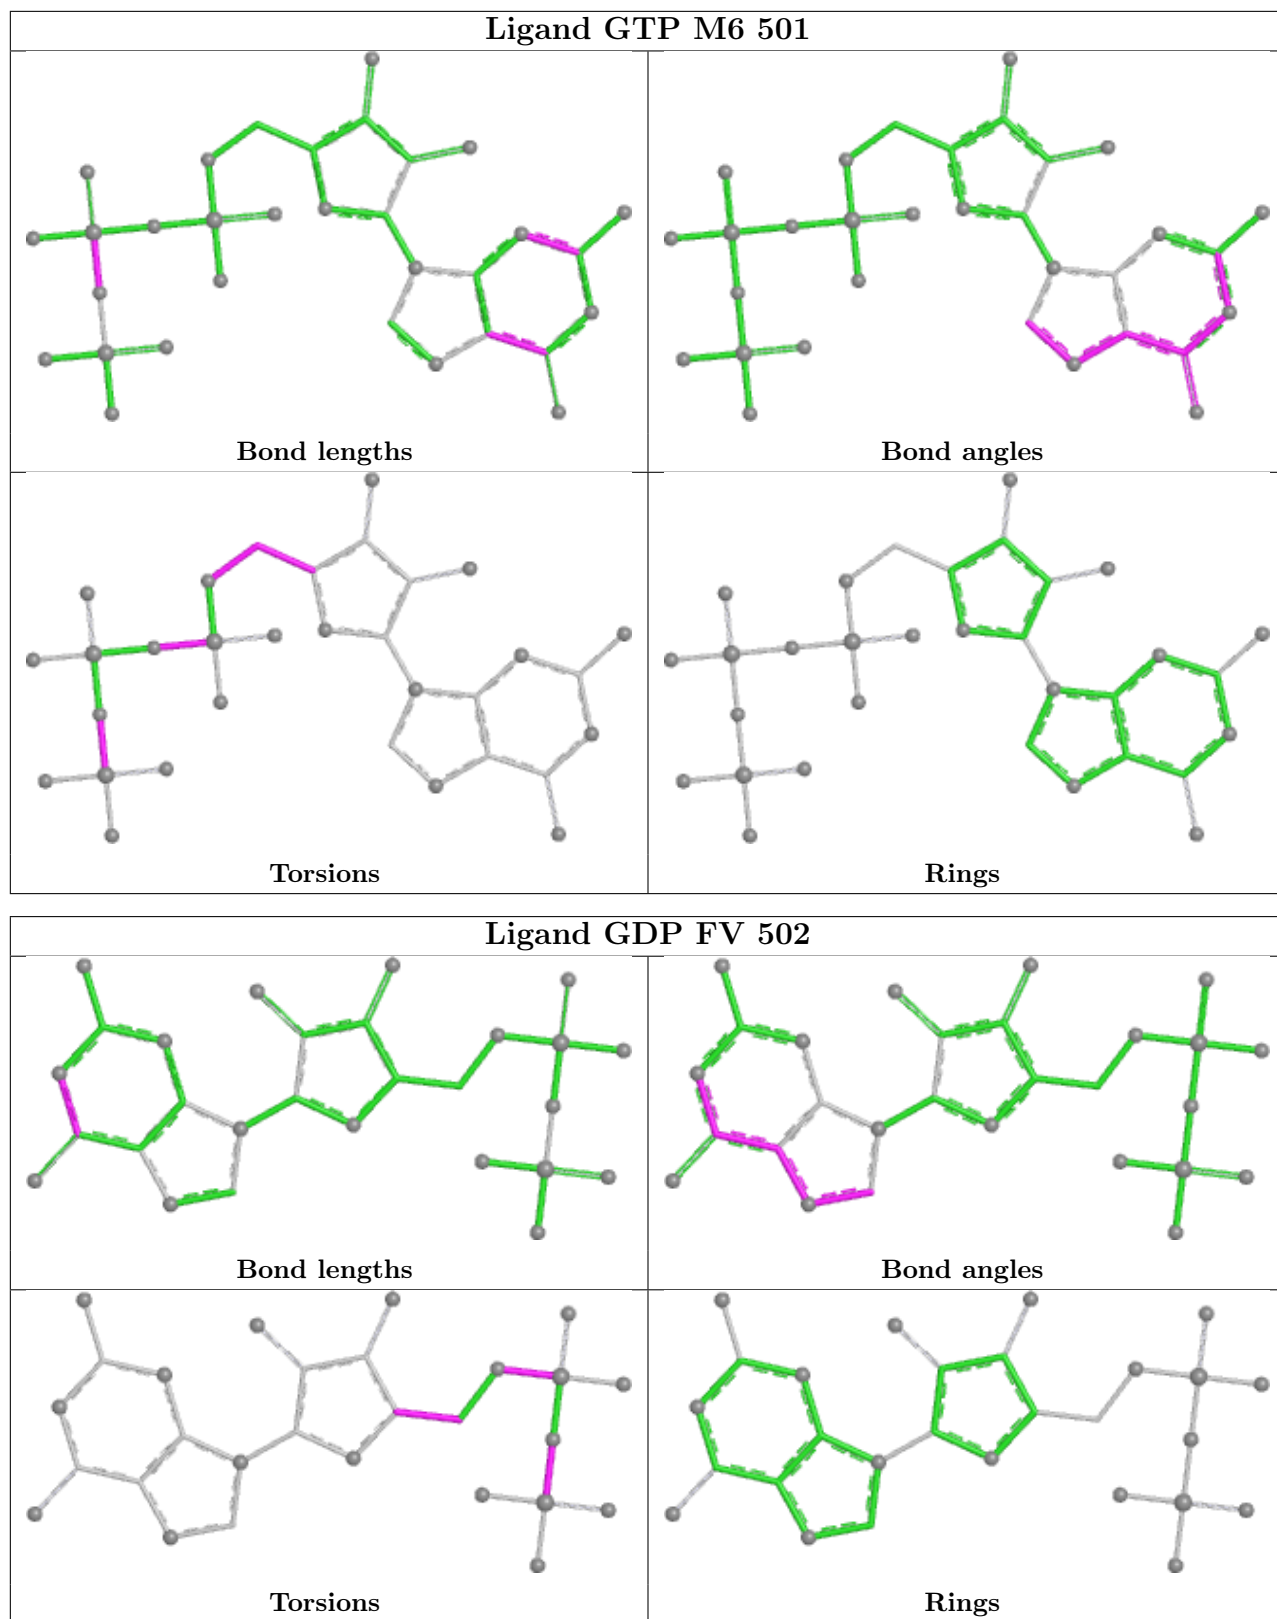 Ligand GTP M6 501
Bond lengths
Bond angles
Torsions
Rings
Ligand GDP FV 502
Bond lengths
Bond angles
Torsions
Rings